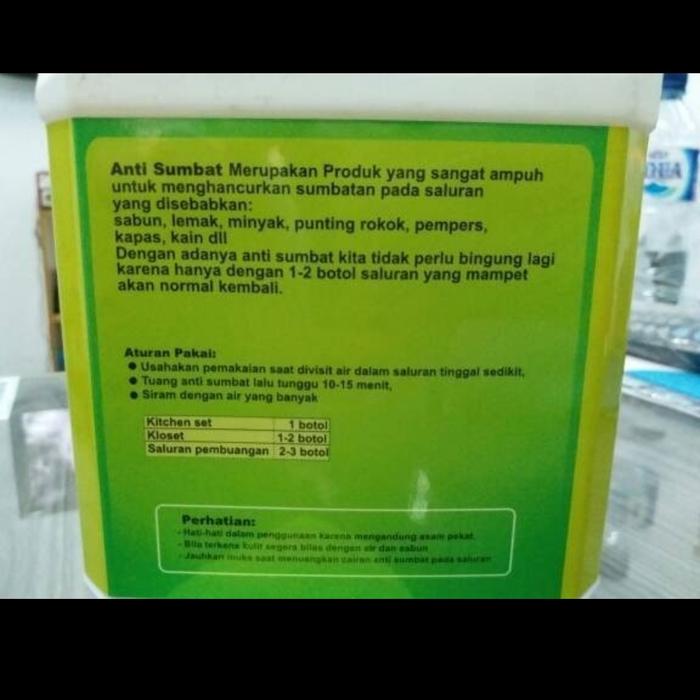 Anti Sumbat Merupakan Produk yang sangat ampuh
untuk menghancurkan sumbatan pada saluran
yang disebabkan:
sabun, lemak, minyak, punting rokok, pempers,
kapas, kain dll
Dengan adanya anti sumbat kita tidak perlu bingung lagi
karena hanya dengan 1-2 botol saluran yang mampet
akan normal kembali.
Aturan Pakai:
● Usahakan pemakaian saat divisit air dalam saluran tinggal sedikit,
● Tuang anti sumbat lalu tunggu 10-15 menit,
● Siram dengan air yang banyak
Kitchen set 1 botol
Kloset 1-2 botol
Saluran pembuangan 2-3 botol
Perhatian:
- Hati-hati dalam penggunaan karena mengandung asam pekat,
- Bila terkena kulit segera bilas dengan air dan sabun
- Jauhkan muka saat menuangkan cairan anti sumbat pada saluran